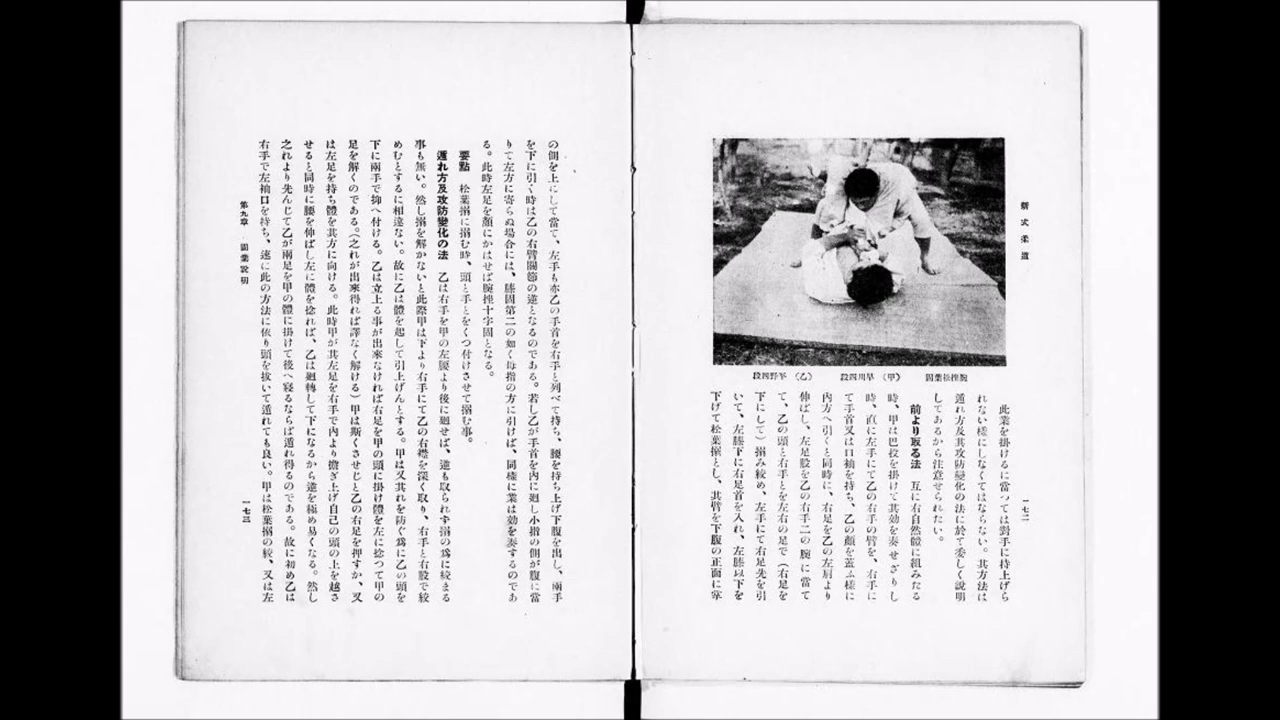 新式柔道
一七二
腕挫松葉固 (甲) 早川四段 (乙) 平野四段
此業を掛けるに當つては對手に持上げら
れない樣にしなくてはならない。其方法は
遁れ方及其攻防變化の法に於て委しく說明
してあるから注意せられたい。
前より取る法 互に右自然體に組みたる
時、甲は巴投を掛けて其効を奏せざりし
時、直に左手にて乙の右手の臂を、右手に
て手首又は口袖を持ち、乙の顏を蓋ふ樣に
內方へ引くと同時に、右足を乙の左肩より
伸ばし、左足股を乙の右手二の腕に當て
て、乙の頭と右手とを左右の足で(右足を
下にして)搦み絞め、左手にて右足先を引
いて、左膝下に右足首を入れ、左膝以下を
下げて松葉搦とし、其臂を下腹の正面に拿
の側を上にして當て、左手も亦乙の手首を右手と列べて持ち、腰を持ち上げ下腹を出し、兩手
を下に引く時は乙の右臂關節の逆となるのである。若し乙が手首を內に廻し小指の側が腹に當
りて左方に寄らぬ場合には、膝固第二の如く拇指の方に引けば、同樣に業は効を奏するのであ
る。此時左足を顏にかはせば腕挫十字固となる。
要點 松葉搦に搦む時、頭と手とをくつ付けさせて搦む事。
遁れ方及攻防變化の法 乙は右手を甲の左腰より後に廻せば、逆も取られず搦の爲に絞まる
事も無い。然し搦を解かないと此際甲は下より右手にて乙の右襟を深く取り、右手と右股で絞
めむとするに相違ない。故に乙は體を起して引上げんとする。甲は又其れを防ぐ爲に乙の頭を
下に兩手で抑へ付ける。乙は立上る事が出來なければ右足を甲の頭に掛け體を左に捻つて甲の
足を解くのである。(之れが出來得れば譯なく解ける)甲は斯くさせじと乙の右足を押すか、又
は左足を持ち體を其方に向ける。此時甲が其左足を右手で內より擔ぎ上げ自己の頭の上を越さ
せると同時に腰を伸ばし左に體を捻れば、乙は廻轉して下になるから逆を極め易くなる。然し
之れより先んじて乙が兩足を甲の體に掛けて後へ寢るならば遁れ得るのである。故に初め乙は
右手で左袖口を持ち、速に此の方法に依り頭を拔いて遁れても良い。甲は松葉搦の絞、又は左
第九章 固業說明
一七三